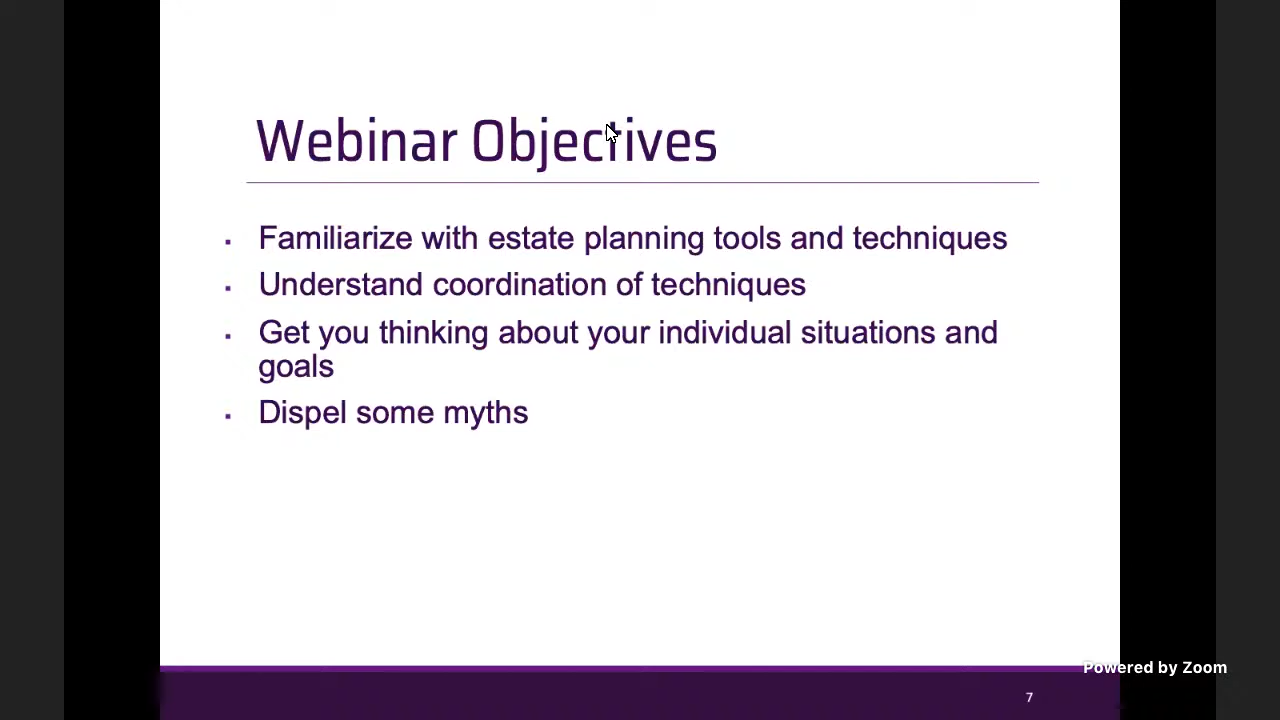 Webinar Objectives
▪ Familiarize with estate planning tools and techniques
▪ Understand coordination of techniques
▪ Get you thinking about your individual situations and
goals
▪ Dispel some myths
Powered by Zoom
7